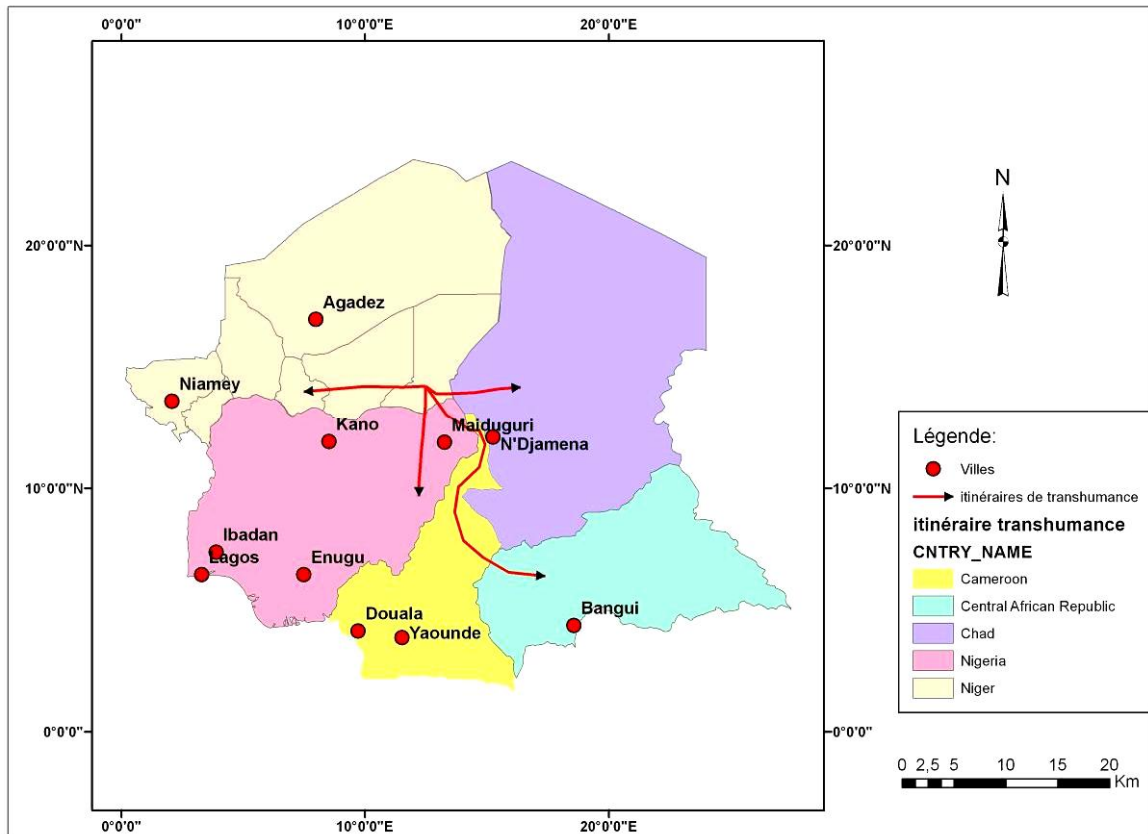 0°0'0" 10°0'0"E 20°0'0"E
N
20°0'0"N 20°0'0"N
Agadez
Niamey
Kano
Maiduguri
N'Djamena
10°0'0"N 10°0'0"N
Ibadan
Lagos
Enugu
Douala
Yaounde
Bangui
0°0'0" 0°0'0"
0°0'0" 10°0'0"E 20°0'0"E
Légende:
Villes
itinéraires de transhumance
itinéraire transhumance
CNTRY_NAME
Cameroon
Central African Republic
Chad
Nigeria
Niger
0 2,5 5 10 15 20
Km